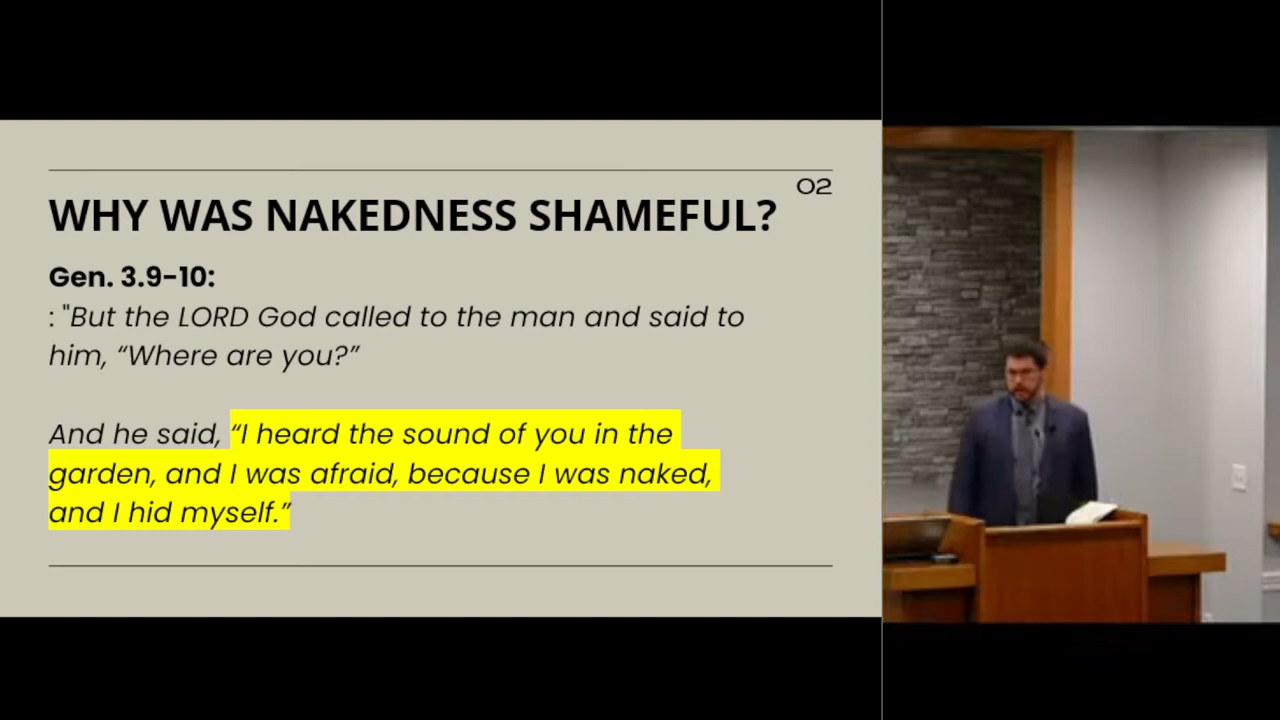 02
WHY WAS NAKEDNESS SHAMEFUL?
Gen. 3.9-10:
: "But the LORD God called to the man and said to
him, “Where are you?”
And he said, “I heard the sound of you in the
garden, and I was afraid, because I was naked,
and I hid myself.”